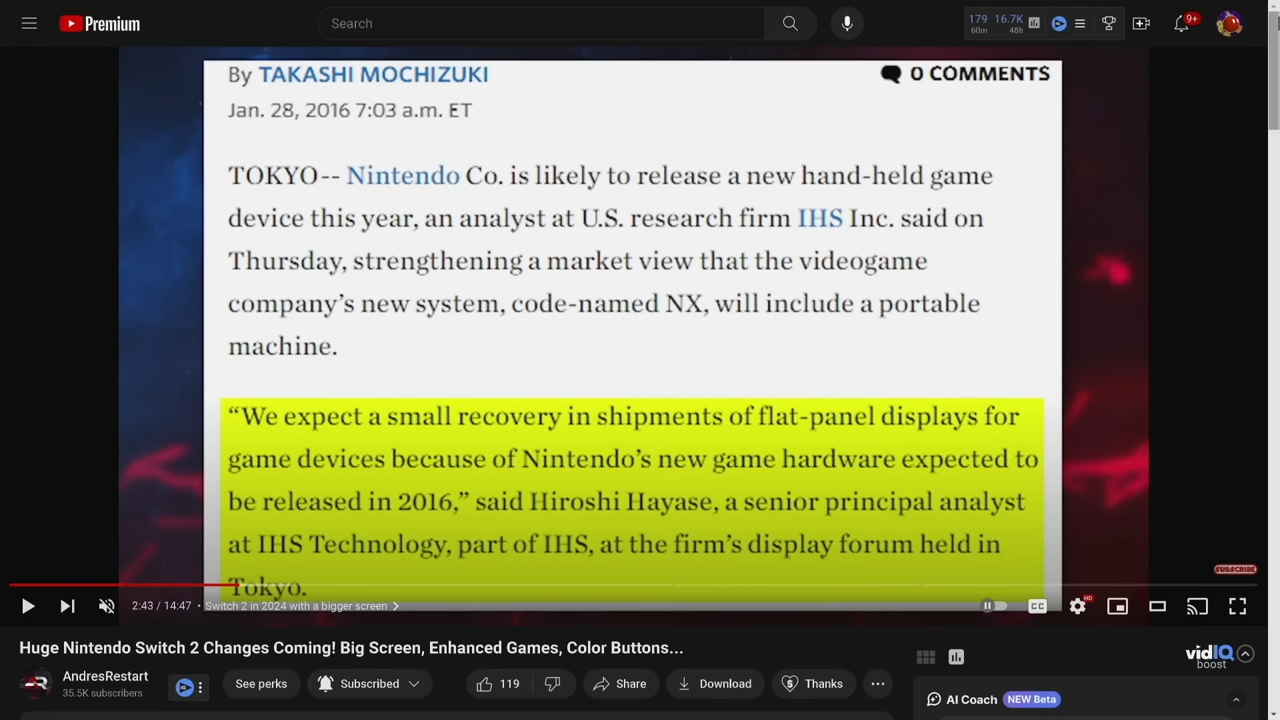 Premium
Search
179 16.7K
60m 48h
9+
By TAKASHI MOCHIZUKI
0 COMMENTS
Jan. 28, 2016 7:03 a.m. ET
TOKYO-- Nintendo Co. is likely to release a new hand-held game
device this year, an analyst at U.S. research firm IHS Inc. said on
Thursday, strengthening a market view that the videogame
company’s new system, code-named NX, will include a portable
machine.
“We expect a small recovery in shipments of flat-panel displays for
game devices because of Nintendo’s new game hardware expected to
be released in 2016,” said Hiroshi Hayase, a senior principal analyst
at IHS Technology, part of IHS, at the firm’s display forum held in
Tokyo.
SUBSCRIBE
2:43 / 14:47 • Switch 2 in 2024 with a bigger screen
CC
HD
Huge Nintendo Switch 2 Changes Coming! Big Screen, Enhanced Games, Color Buttons...
AndresRestart
35.5K subscribers
See perks
Subscribed
119
Share
Download
Thanks
vidIQ
boost
AI Coach NEW Beta